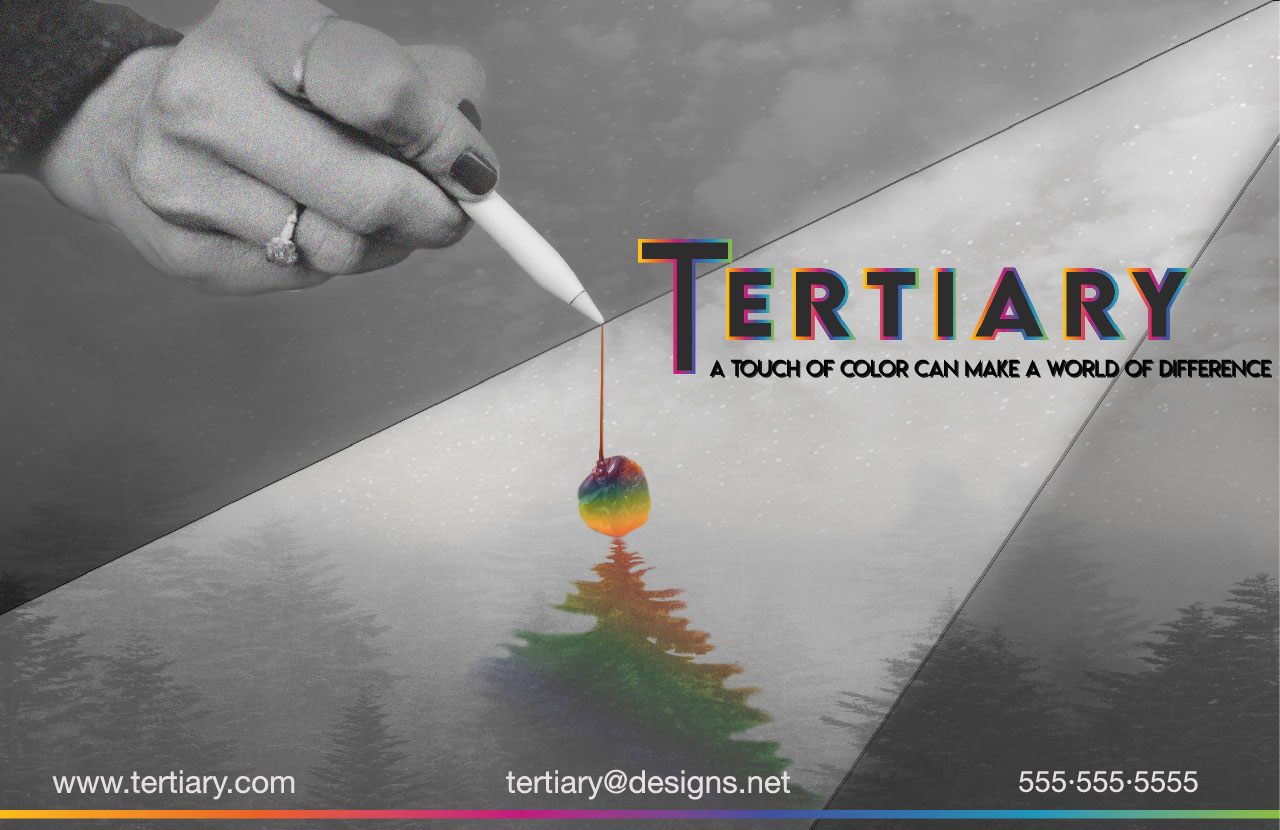 TERTIARY
A TOUCH OF COLOR CAN MAKE A WORLD OF DIFFERENCE
www.tertiary.com
tertiary@designs.net
555·555·5555